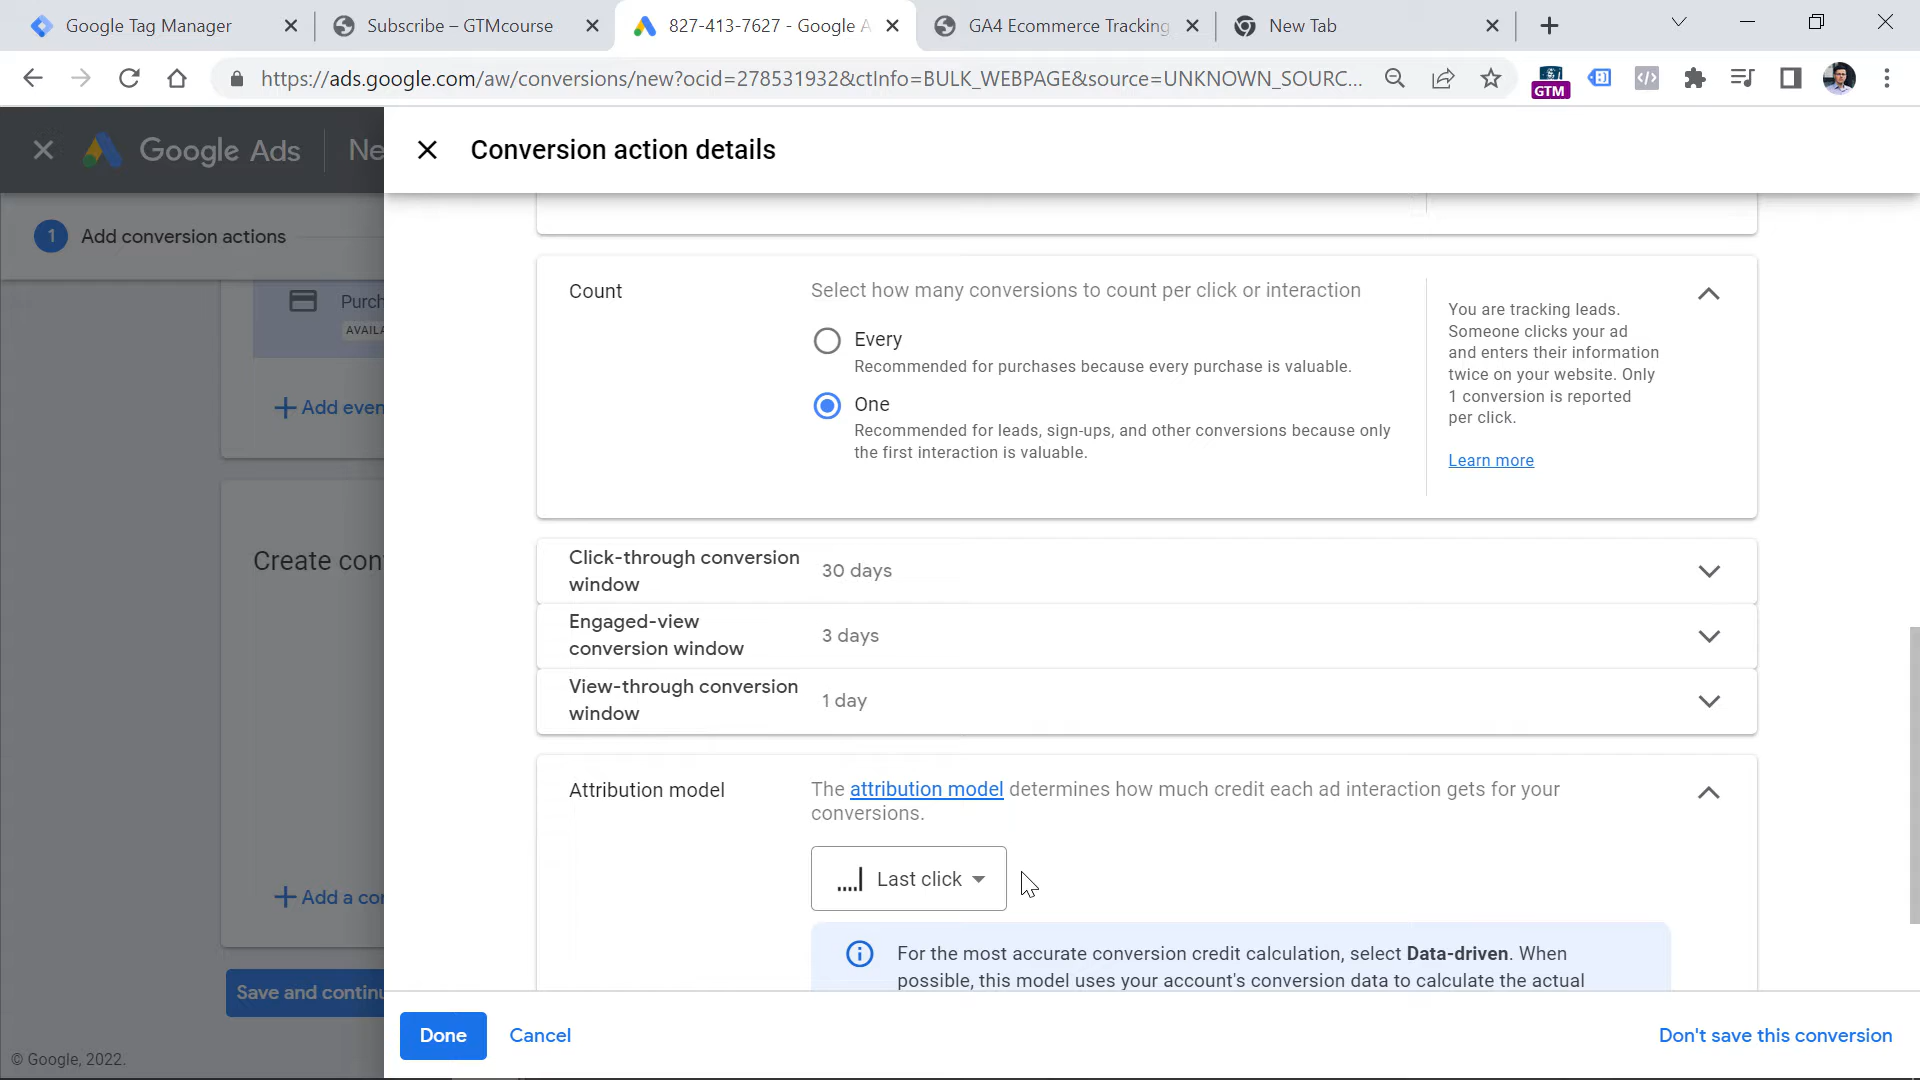 Google Tag Manager
Subscribe – GTMcourse
827-413-7627 - Google A
GA4 Ecommerce Tracking
New Tab
https://ads.google.com/aw/conversions/new?ocid=278531932&ctInfo=BULK_WEBPAGE&source=UNKNOWN_SOURC...
GTM
Google Ads
Ne
Conversion action details
1 Add conversion actions
Purch
AVAILA
+ Add even
Create con
+ Add a co
Save and continu
© Google, 2022.
Count
Select how many conversions to count per click or interaction
Every
Recommended for purchases because every purchase is valuable.
One
Recommended for leads, sign-ups, and other conversions because only
the first interaction is valuable.
You are tracking leads.
Someone clicks your ad
and enters their information
twice on your website. Only
1 conversion is reported
per click.
Learn more
Click-through conversion
window
30 days
Engaged-view
conversion window
3 days
View-through conversion
window
1 day
Attribution model
The attribution model determines how much credit each ad interaction gets for your
conversions.
Last click
For the most accurate conversion credit calculation, select Data-driven. When
possible, this model uses your account's conversion data to calculate the actual
Done
Cancel
Don't save this conversion